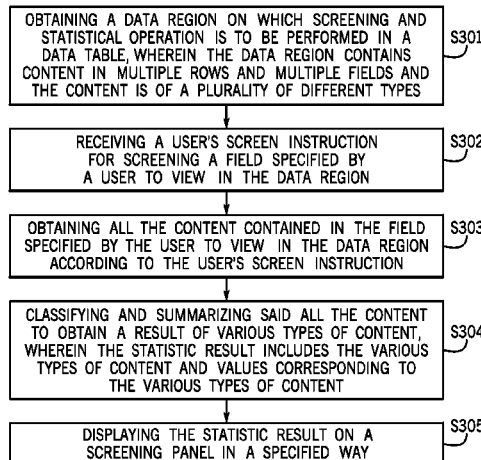 OBTAINING A DATA REGION ON WHICH SCREENING AND
STATISTICAL OPERATION IS TO BE PERFORMED IN A
DATA TABLE, WHEREIN THE DATA REGION CONTAINS
CONTENT IN MULTIPLE ROWS AND MULTIPLE FIELDS AND
THE CONTENT IS OF A PLURALITY OF DIFFERENT TYPES
S301
RECEIVING A USER'S SCREEN INSTRUCTION
FOR SCREENING A FIELD SPECIFIED BY
A USER TO VIEW IN THE DATA REGION
S302
OBTAINING ALL THE CONTENT CONTAINED IN THE FIELD
SPECIFIED BY THE USER TO VIEW IN THE DATA REGION
ACCORDING TO THE USER'S SCREEN INSTRUCTION
S303
CLASSIFYING AND SUMMARIZING SAID ALL THE CONTENT
TO OBTAIN A RESULT OF VARIOUS TYPES OF CONTENT,
WHEREIN THE STATISTIC RESULT INCLUDES THE VARIOUS
TYPES OF CONTENT AND VALUES CORRESPONDING TO
THE VARIOUS TYPES OF CONTENT
S304
DISPLAYING THE STATISTIC RESULT ON A
SCREENING PANEL IN A SPECIFIED WAY
S305